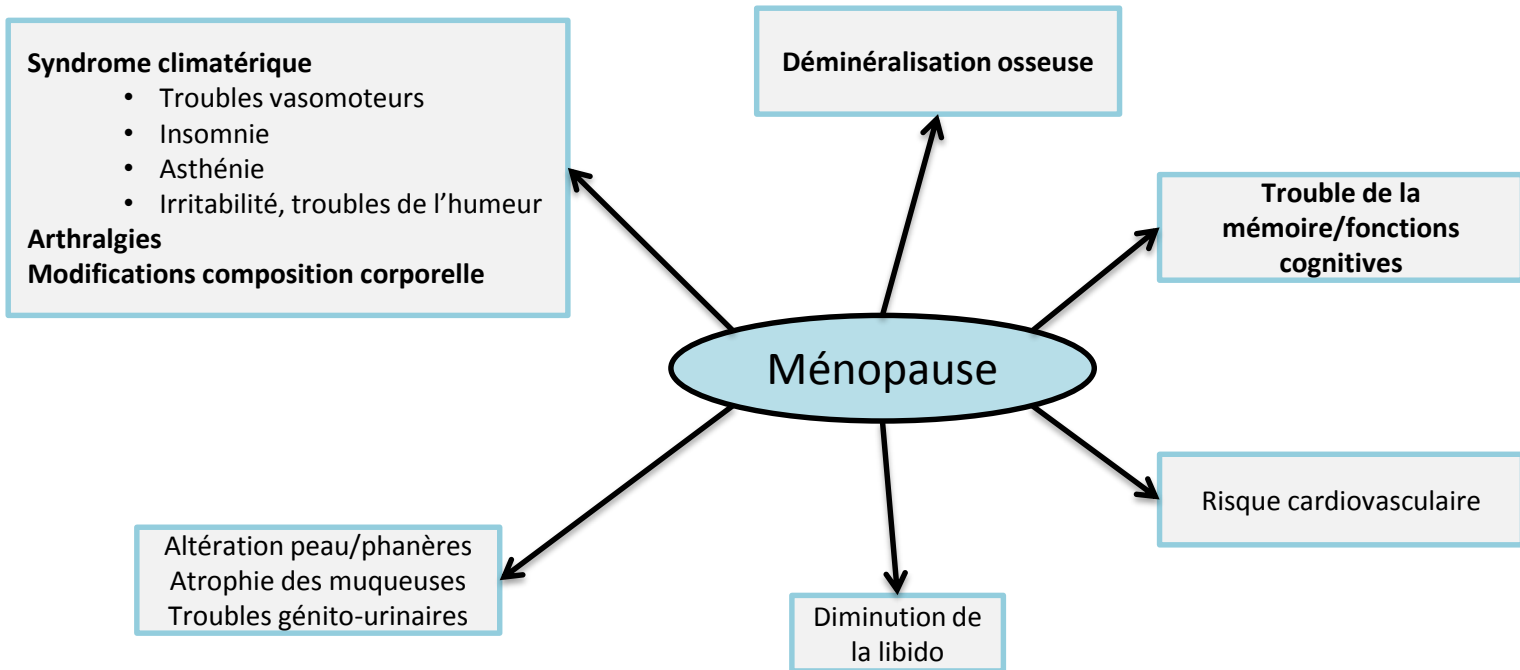 Syndrome climatérique
• Troubles vasomoteurs
• Insomnie
• Asthénie
• Irritabilité, troubles de l’humeur
Arthralgies
Modifications composition corporelle
Déminéralisation osseuse
Trouble de la
mémoire/fonctions
cognitives
Ménopause
Risque cardiovasculaire
Altération peau/phanères
Atrophie des muqueuses
Troubles génito-urinaires
Diminution de
la libido